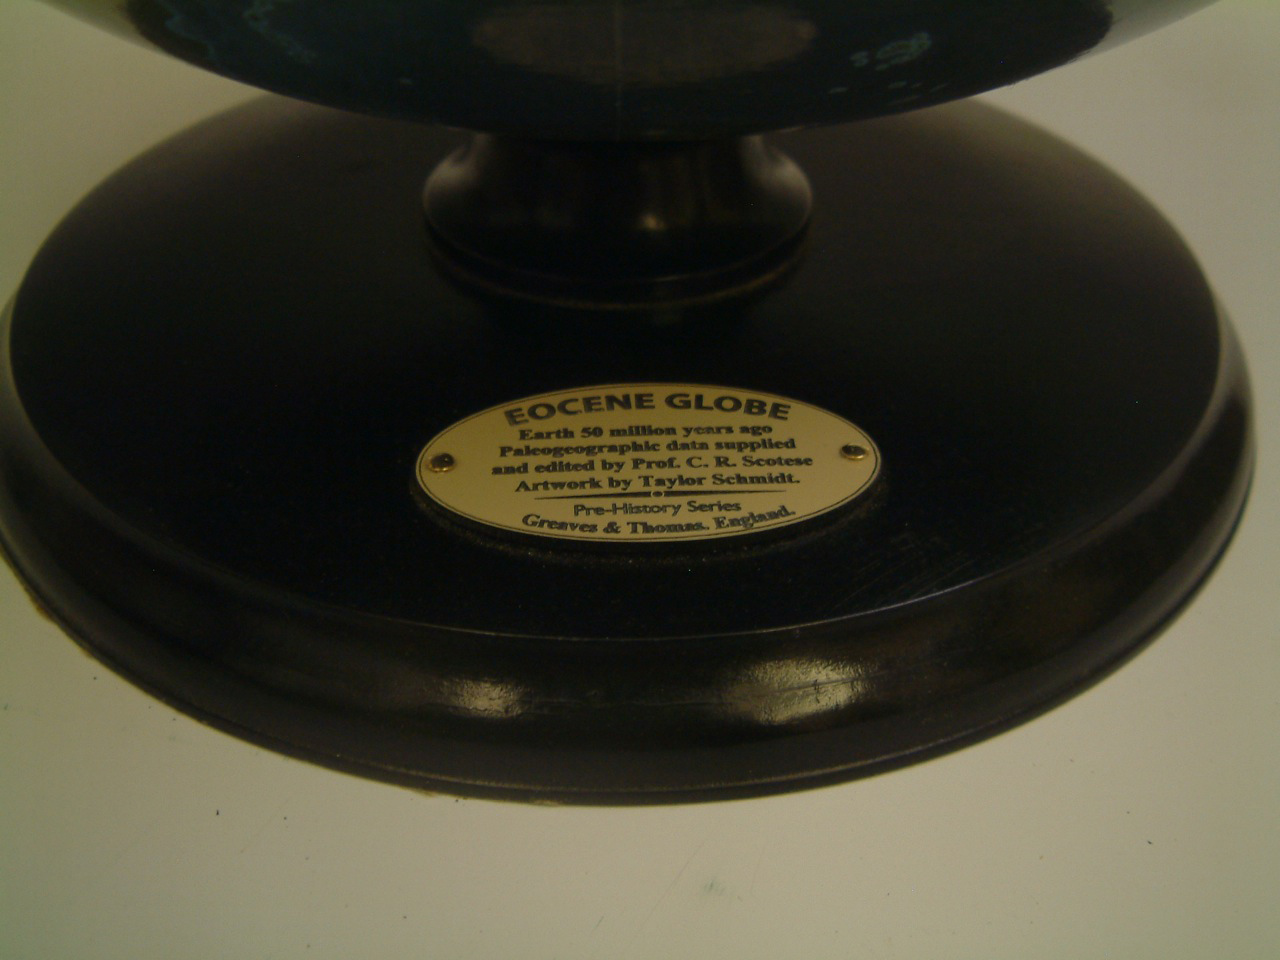 EOCENE GLOBE
Earth 50 million years ago
Paleogeographic data supplied
and edited by Prof. C. R. Scotese
Artwork by Taylor Schmidt.
Pre-History Series
Greaves & Thomas. England.